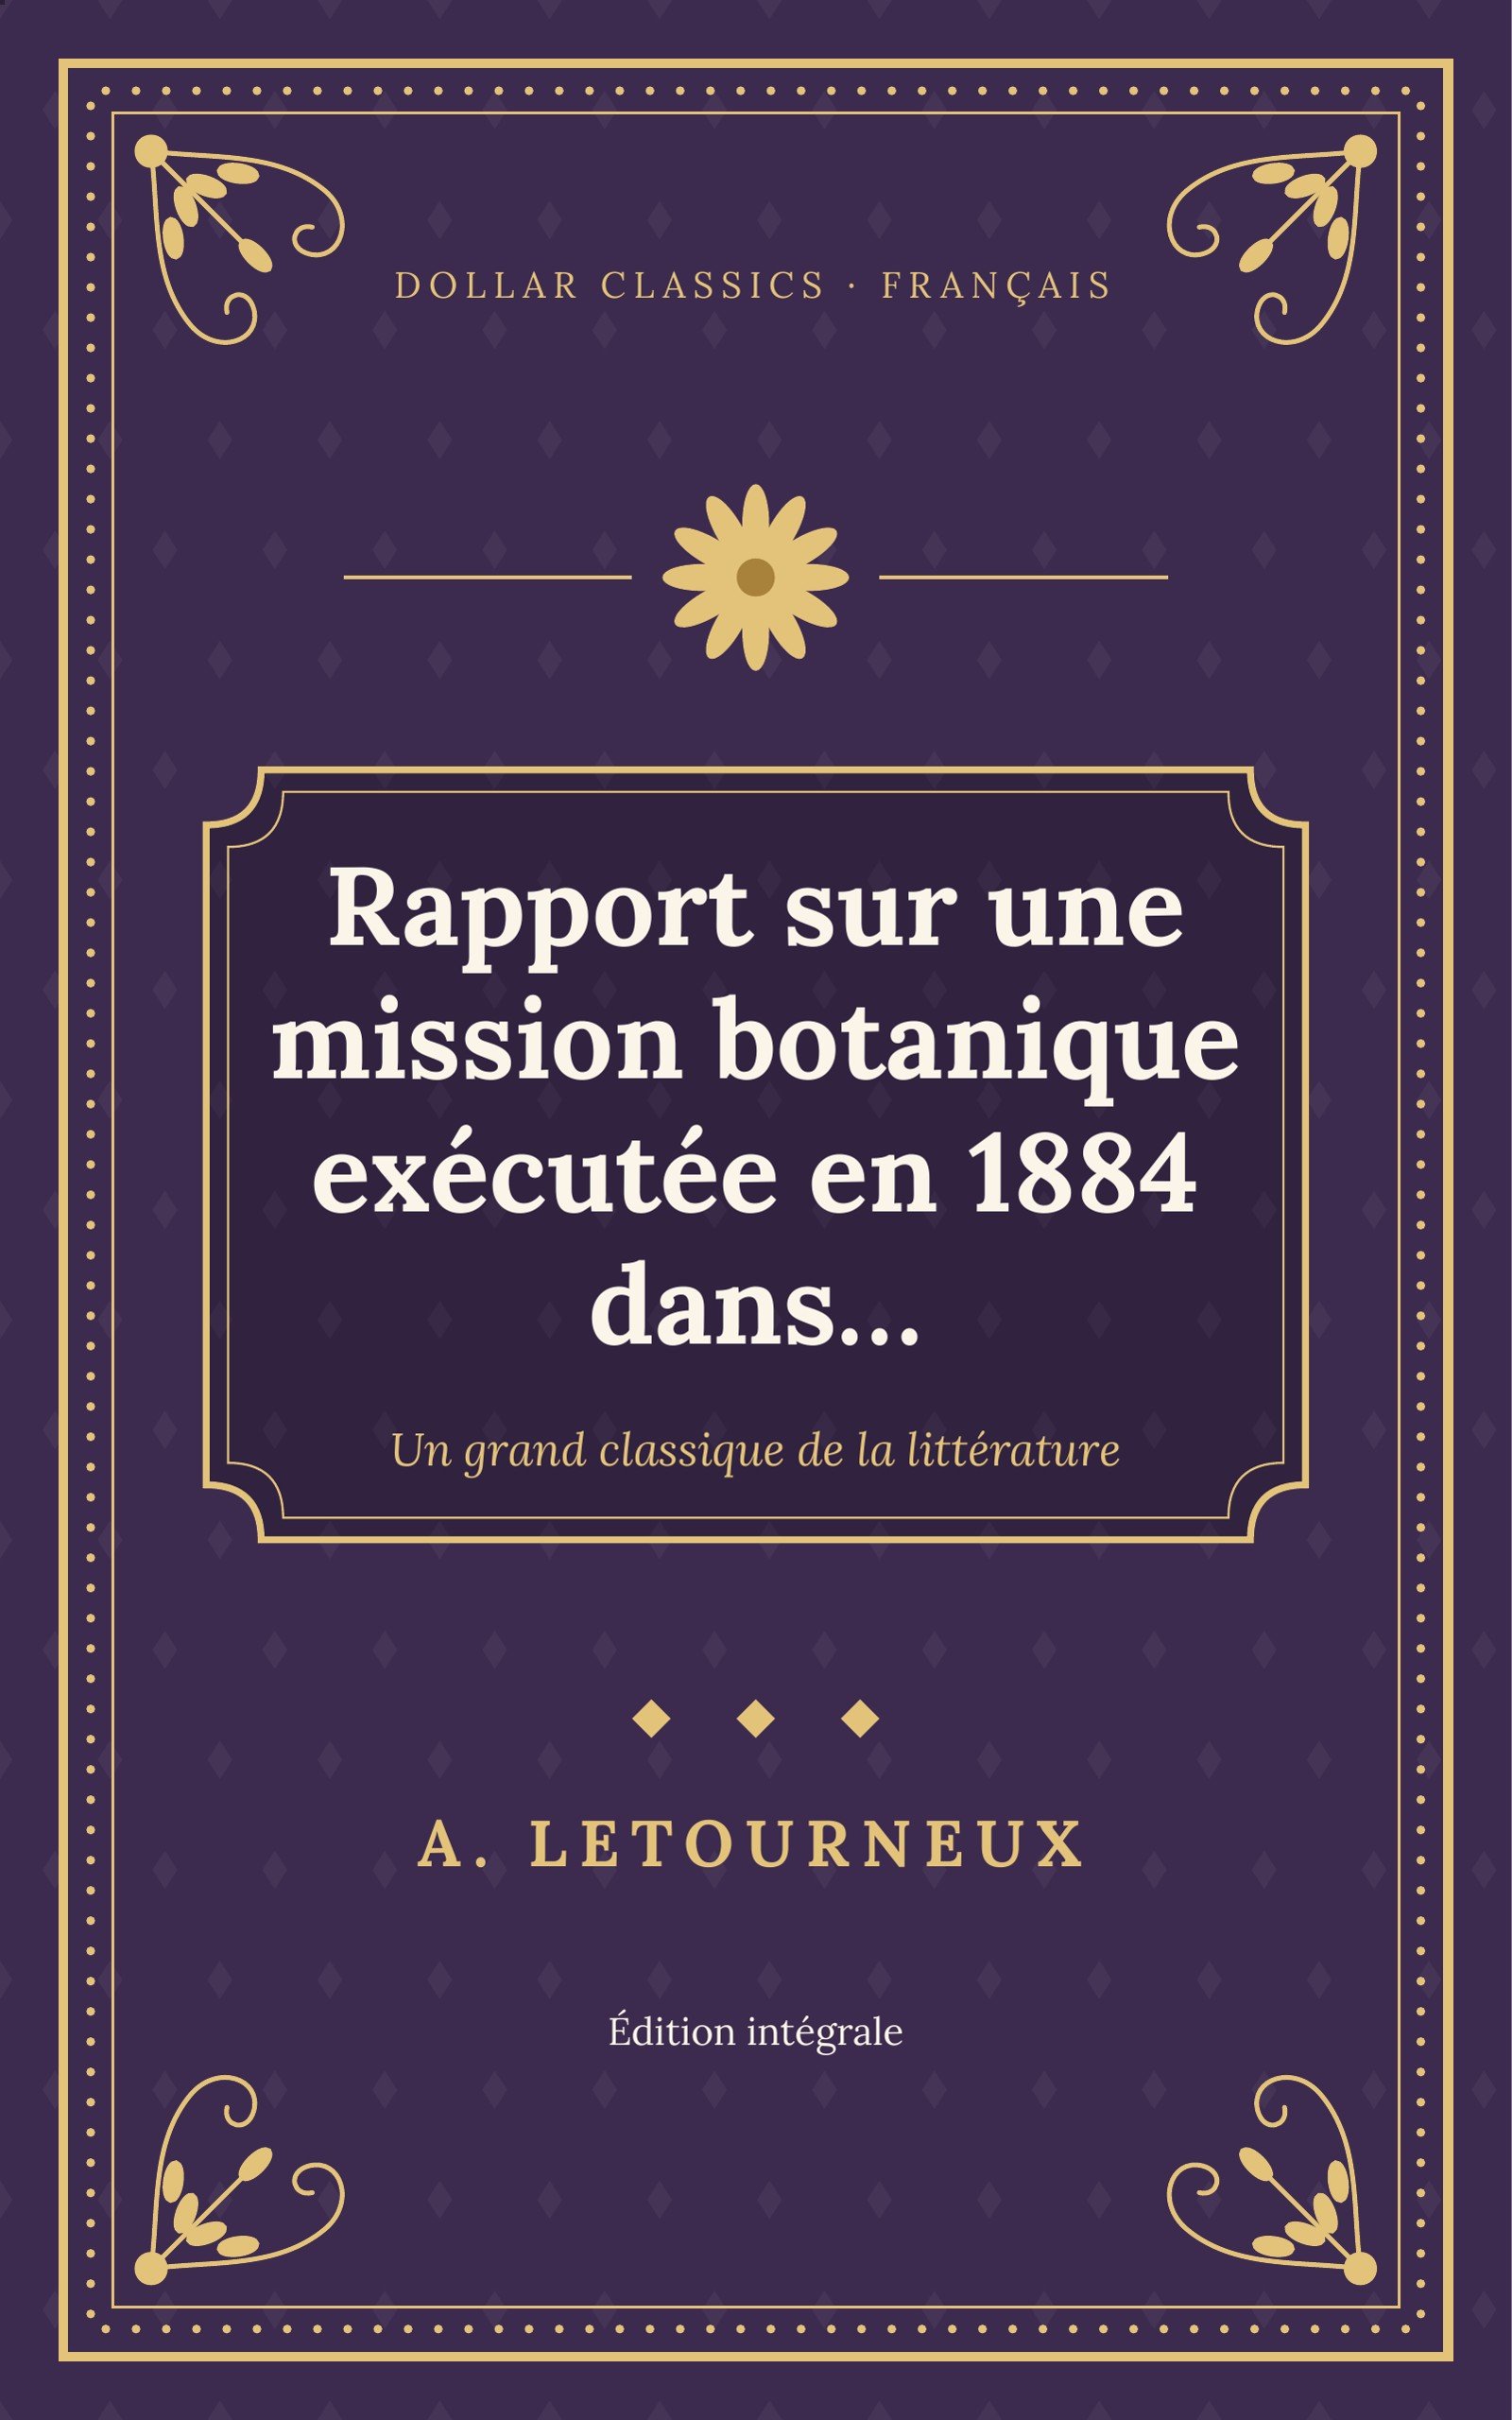 DOLLAR CLASSICS · FRANÇAIS
Rapport sur une
mission botanique
exécutée en 1884
dans...
Un grand classique de la littérature
A. LETOURNEUX
Édition intégrale